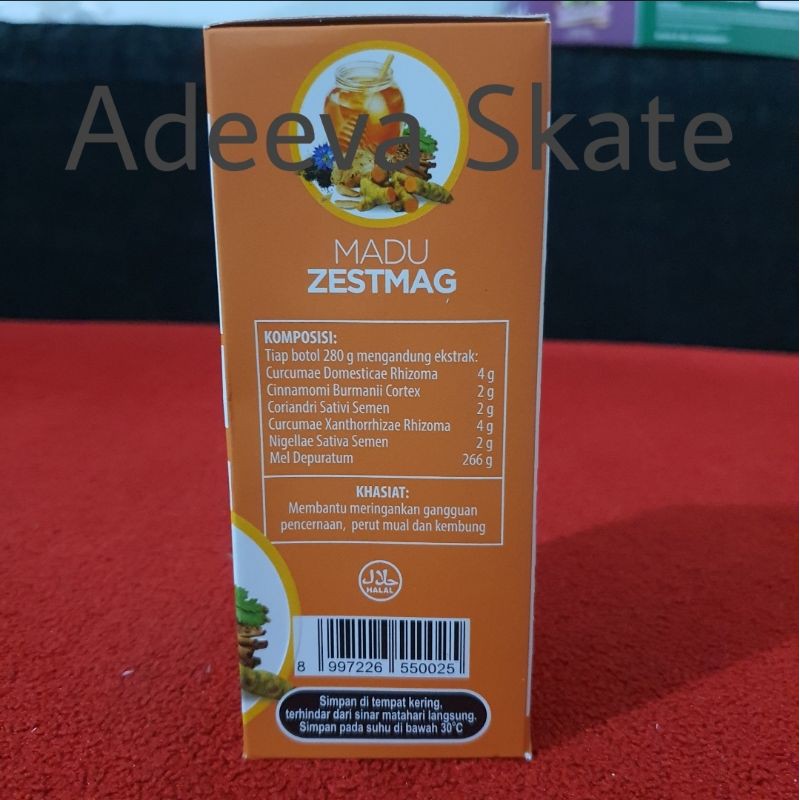 Adeeva Skate
MADU
ZESTMAG
KOMPOSISI:
Tiap botol 280 g mengandung ekstrak:
Curcumae Domesticae Rhizoma 4 g
Cinnamomi Burmanii Cortex 2 g
Coriandri Sativi Semen 2 g
Curcumae Xanthorrhizae Rhizoma 4 g
Nigellae Sativa Semen 2 g
Mel Depuratum 266 g
KHASIAT:
Membantu meringankan gangguan
pencernaan, perut mual dan kembung
حلال
HALAL
8 997226 550025
Simpan di tempat kering,
terhindar dari sinar matahari langsung.
Simpan pada suhu di bawah 30°C